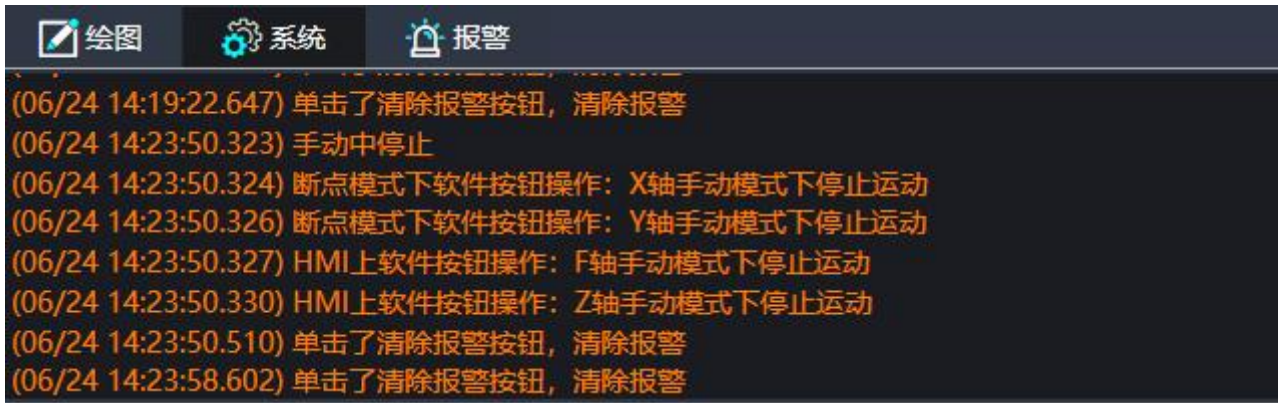 绘图 系统 报警
(06/24 14:19:22.647) 单击了清除报警按钮，清除报警
(06/24 14:23:50.323) 手动中停止
(06/24 14:23:50.324) 断点模式下软件按钮操作：X轴手动模式下停止运动
(06/24 14:23:50.326) 断点模式下软件按钮操作：Y轴手动模式下停止运动
(06/24 14:23:50.327) HMI上软件按钮操作：F轴手动模式下停止运动
(06/24 14:23:50.330) HMI上软件按钮操作：Z轴手动模式下停止运动
(06/24 14:23:50.510) 单击了清除报警按钮，清除报警
(06/24 14:23:58.602) 单击了清除报警按钮，清除报警